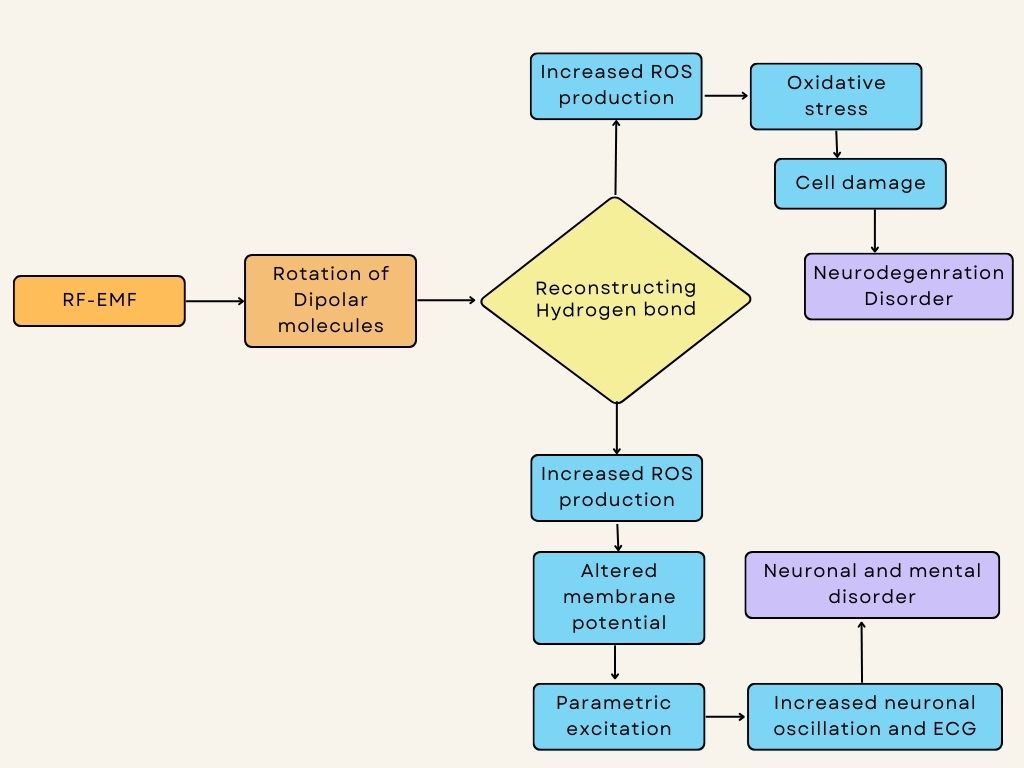 RF-EMF
Rotation of
Dipolar
molecules
Reconstructing
Hydrogen bond
Increased ROS
production
Oxidative
stress
Cell damage
Neurodegenration
Disorder
Increased ROS
production
Altered
membrane
potential
Parametric
excitation
Increased neuronal
oscillation and ECG
Neuronal and mental
disorder